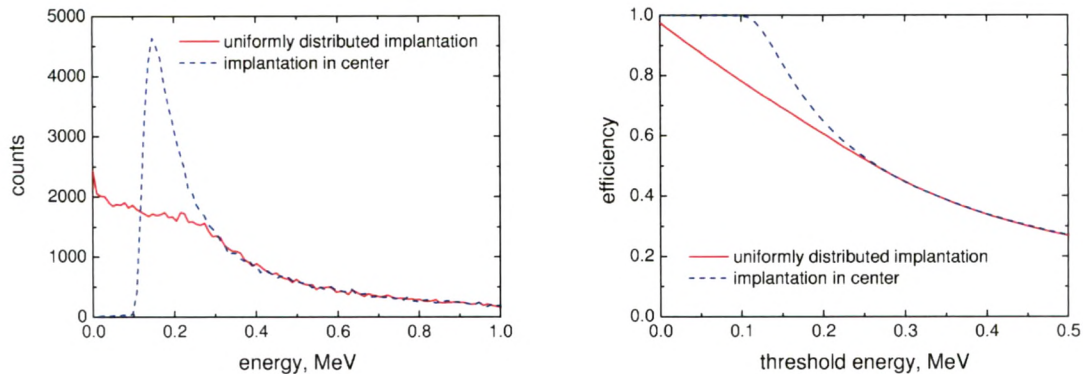 5000
4000
3000
2000
1000
0
counts
uniformly distributed implantation
implantation in center
0.0 0.2 0.4 0.6 0.8 1.0
energy, MeV
1.0
0.8
0.6
0.4
0.2
0.0
efficiency
uniformly distributed implantation
implantation in center
0.0 0.1 0.2 0.3 0.4 0.5
threshold energy, MeV